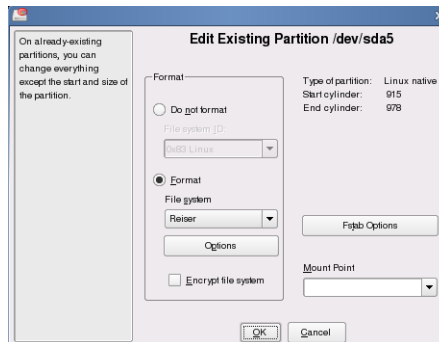 On already-existing
partitions, you can
change everything
except the start and size of
the partition.
Edit Existing Partition /dev/sda5
Format
Do not format
File system ID:
0x83 Linux
Format
File system
Reiser
Options
Encrypt file system
Type of partition: Linux native
Start cylinder: 915
End cylinder: 978
Fstab Options
Mount Point
OK
Cancel